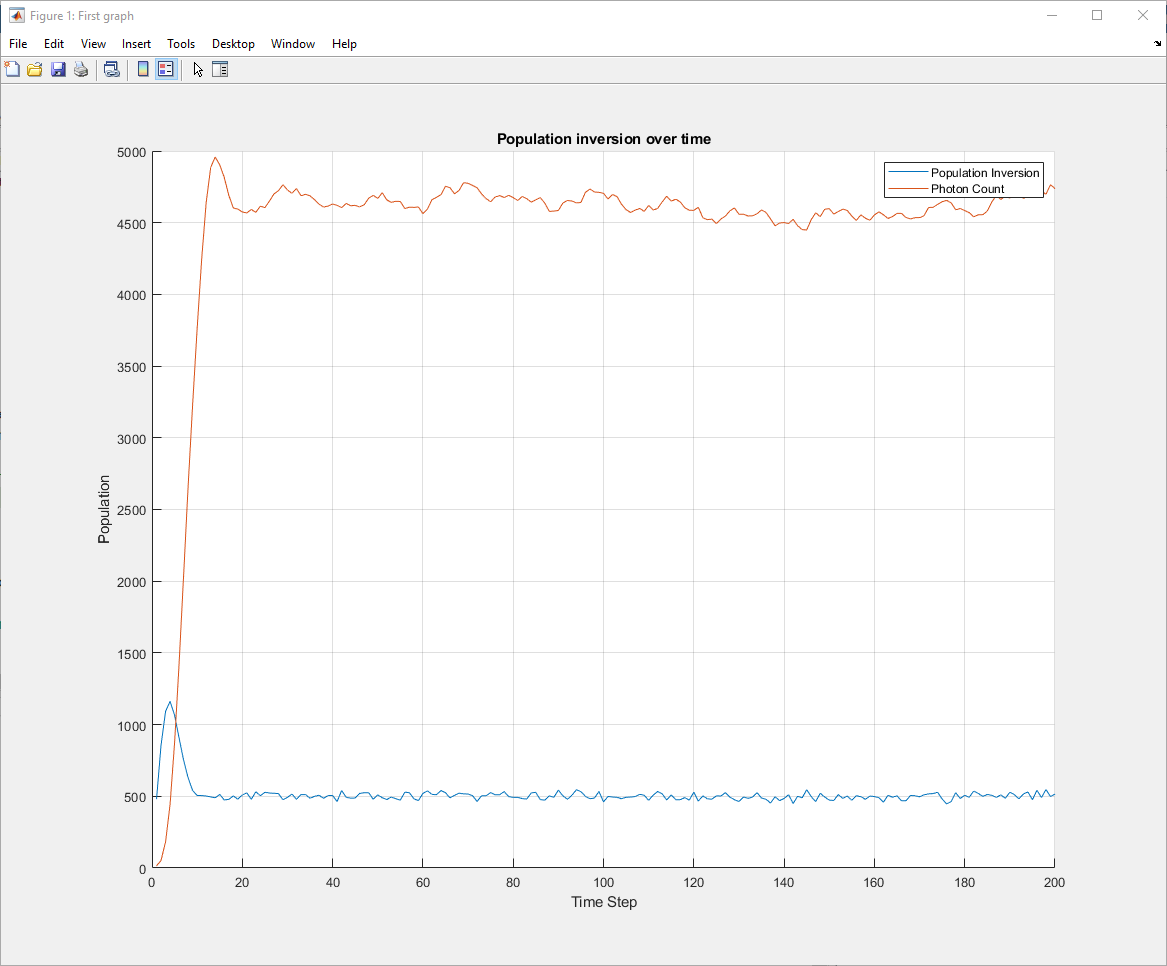 Figure 1: First graph
File Edit View Insert Tools Desktop Window Help
Population inversion over time
Population Inversion
Photon Count
5000
4500
4000
3500
3000
2500
2000
1500
1000
500
0
Population
0 20 40 60 80 100 120 140 160 180 200
Time Step